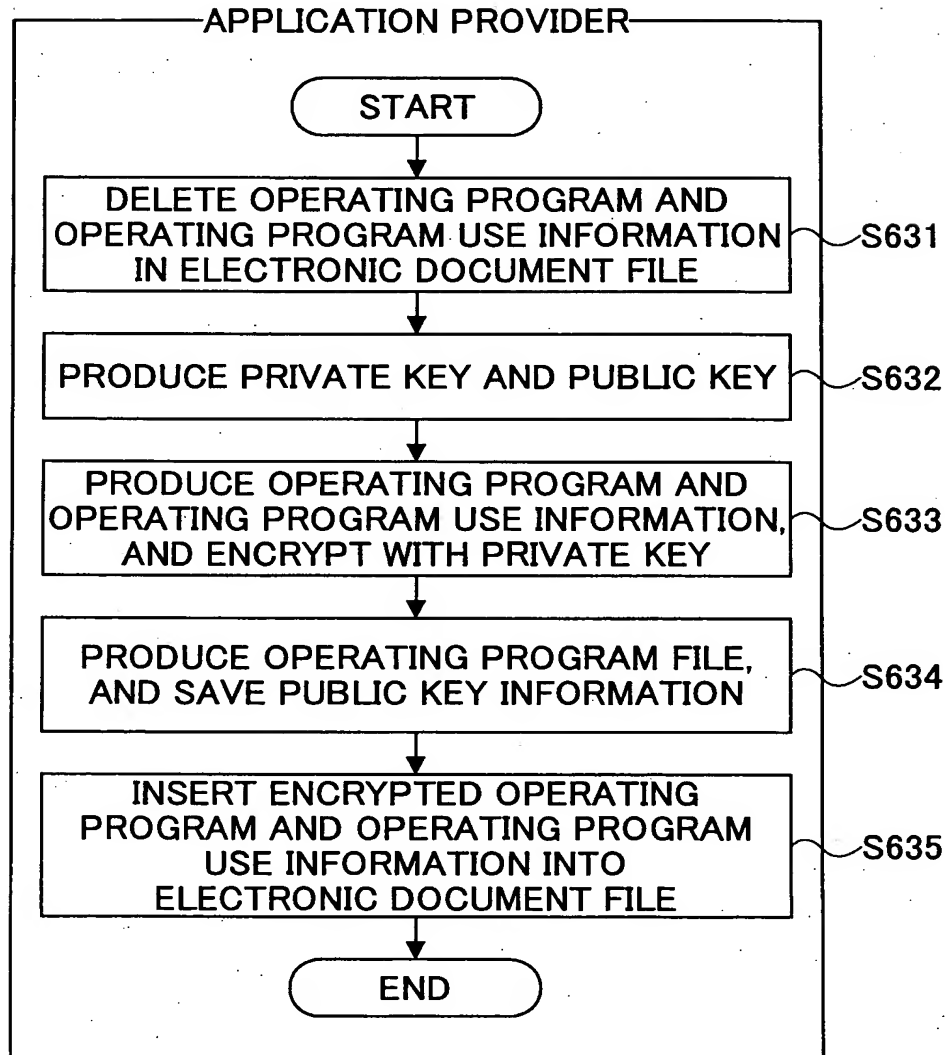 APPLICATION PROVIDER
START
DELETE OPERATING PROGRAM AND
OPERATING PROGRAM USE INFORMATION
IN ELECTRONIC DOCUMENT FILE
S631
PRODUCE PRIVATE KEY AND PUBLIC KEY
S632
PRODUCE OPERATING PROGRAM AND
OPERATING PROGRAM USE INFORMATION,
AND ENCRYPT WITH PRIVATE KEY
S633
PRODUCE OPERATING PROGRAM FILE,
AND SAVE PUBLIC KEY INFORMATION
S634
INSERT ENCRYPTED OPERATING
PROGRAM AND OPERATING PROGRAM
USE INFORMATION INTO
ELECTRONIC DOCUMENT FILE
S635
END